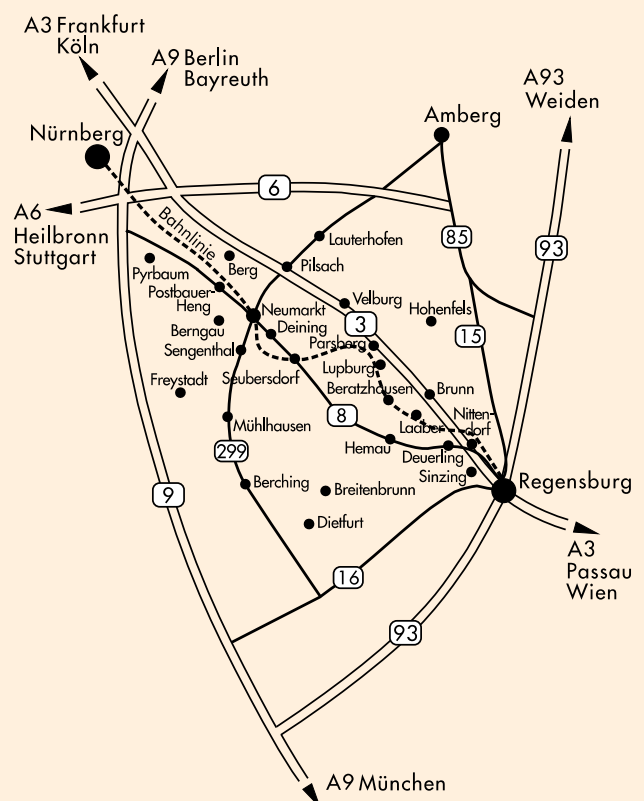 A3 Frankfurt
Köln
A9 Berlin
Bayreuth
A93
Weiden
Amberg
Nürnberg
6
A6
Heilbronn
Stuttgart
Bahnlinie
85
93
Lauterhofen
Pyrbaum
Berg
Pilsach
Postbauer-
Heng
Velburg
Hohenfels
Neumarkt
Deining
3
15
Berngau
Parsberg
Sengenthal
Lupburg
Freystadt
Seubersdorf
Beratzhausen
Brunn
8
Nitten-
dorf
Mühlhausen
Laaber
299
Hemau
Deuerling
Sinzing
Berching
Breitenbrunn
Regensburg
9
Dietfurt
A3
Passau
Wien
16
93
A9 München